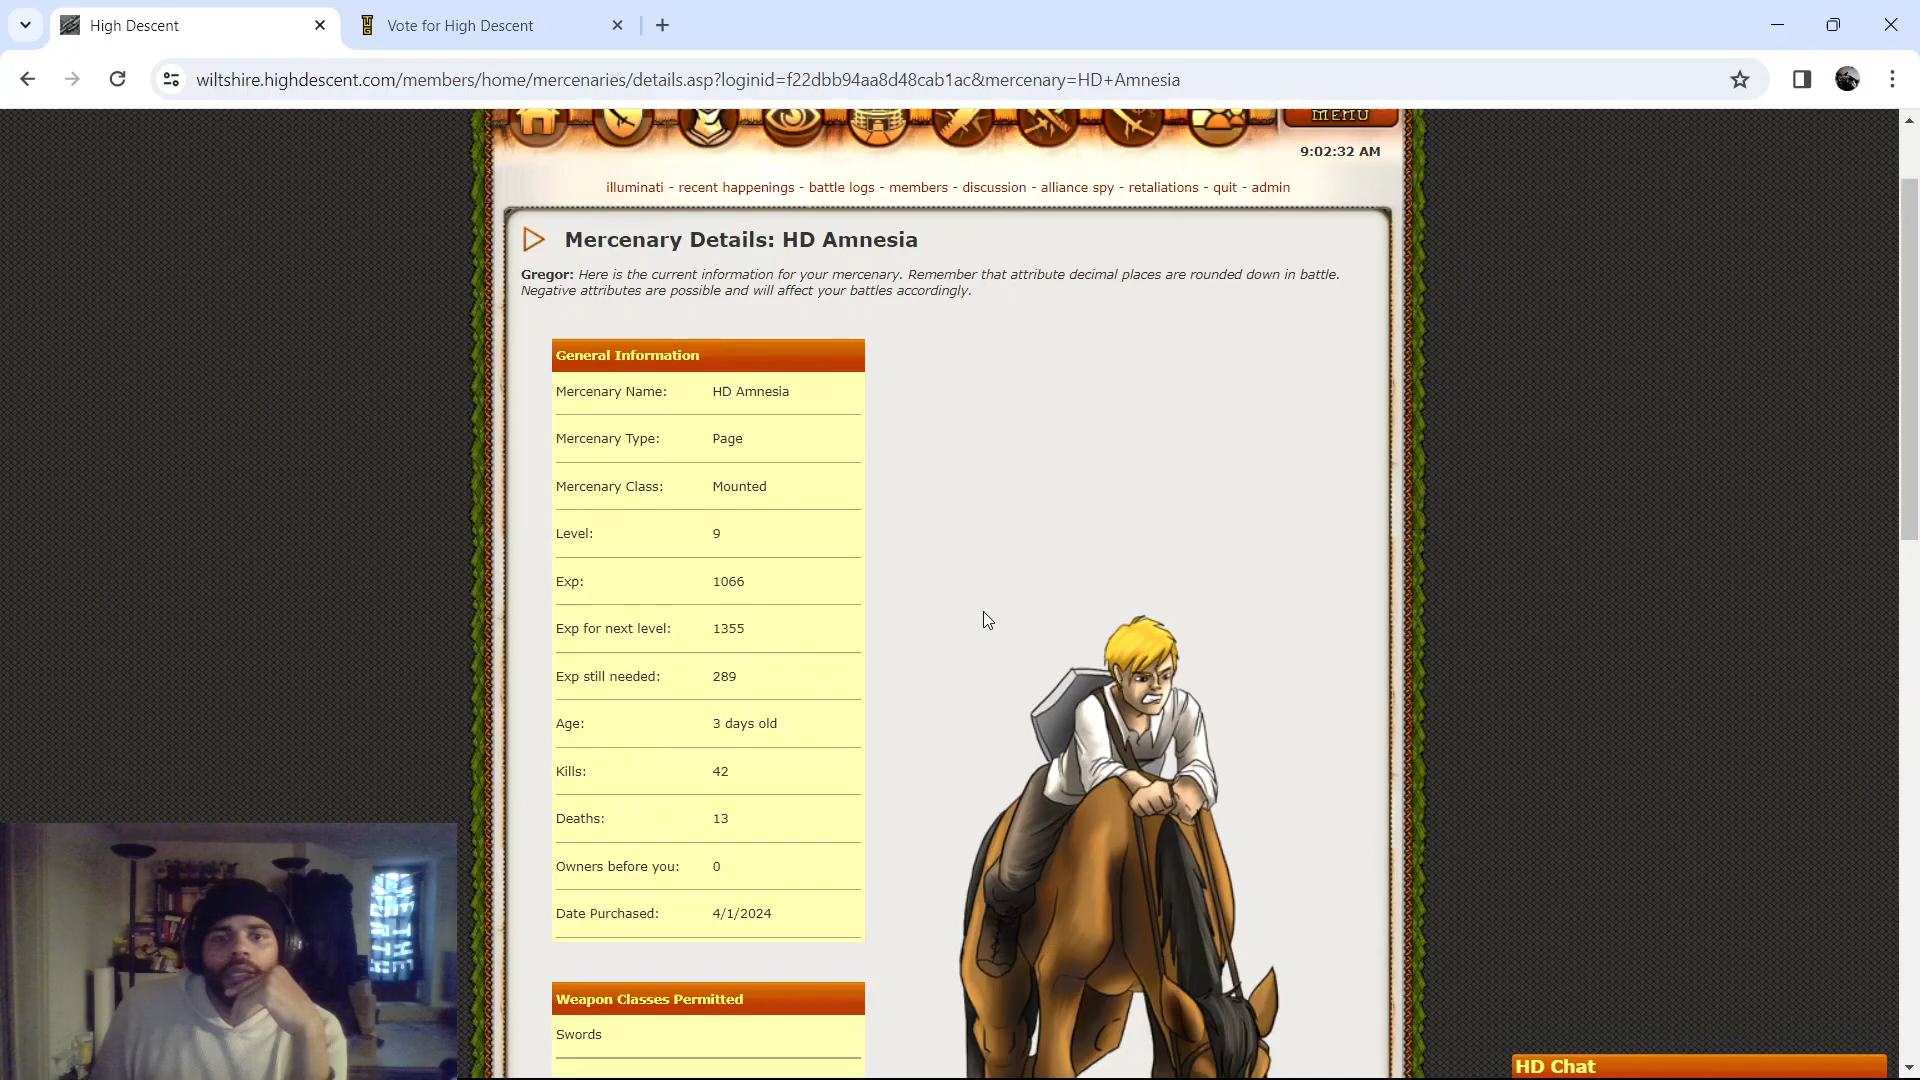 High Descent
Vote for High Descent
wiltshire.highdescent.com/members/home/mercenaries/details.asp?loginid=f22dbb94aa8d48cab1ac&mercenary=HD+Amnesia
MENU
9:02:32 AM
illuminati - recent happenings - battle logs - members - discussion - alliance spy - retaliations - quit - admin
Mercenary Details: HD Amnesia
Gregor: Here is the current information for your mercenary. Remember that attribute decimal places are rounded down in battle.
Negative attributes are possible and will affect your battles accordingly.
General Information
Mercenary Name: HD Amnesia
Mercenary Type: Page
Mercenary Class: Mounted
Level: 9
Exp: 1066
Exp for next level: 1355
Exp still needed: 289
Age: 3 days old
Kills: 42
Deaths: 13
Owners before you: 0
Date Purchased: 4/1/2024
Weapon Classes Permitted
Swords
HD Chat